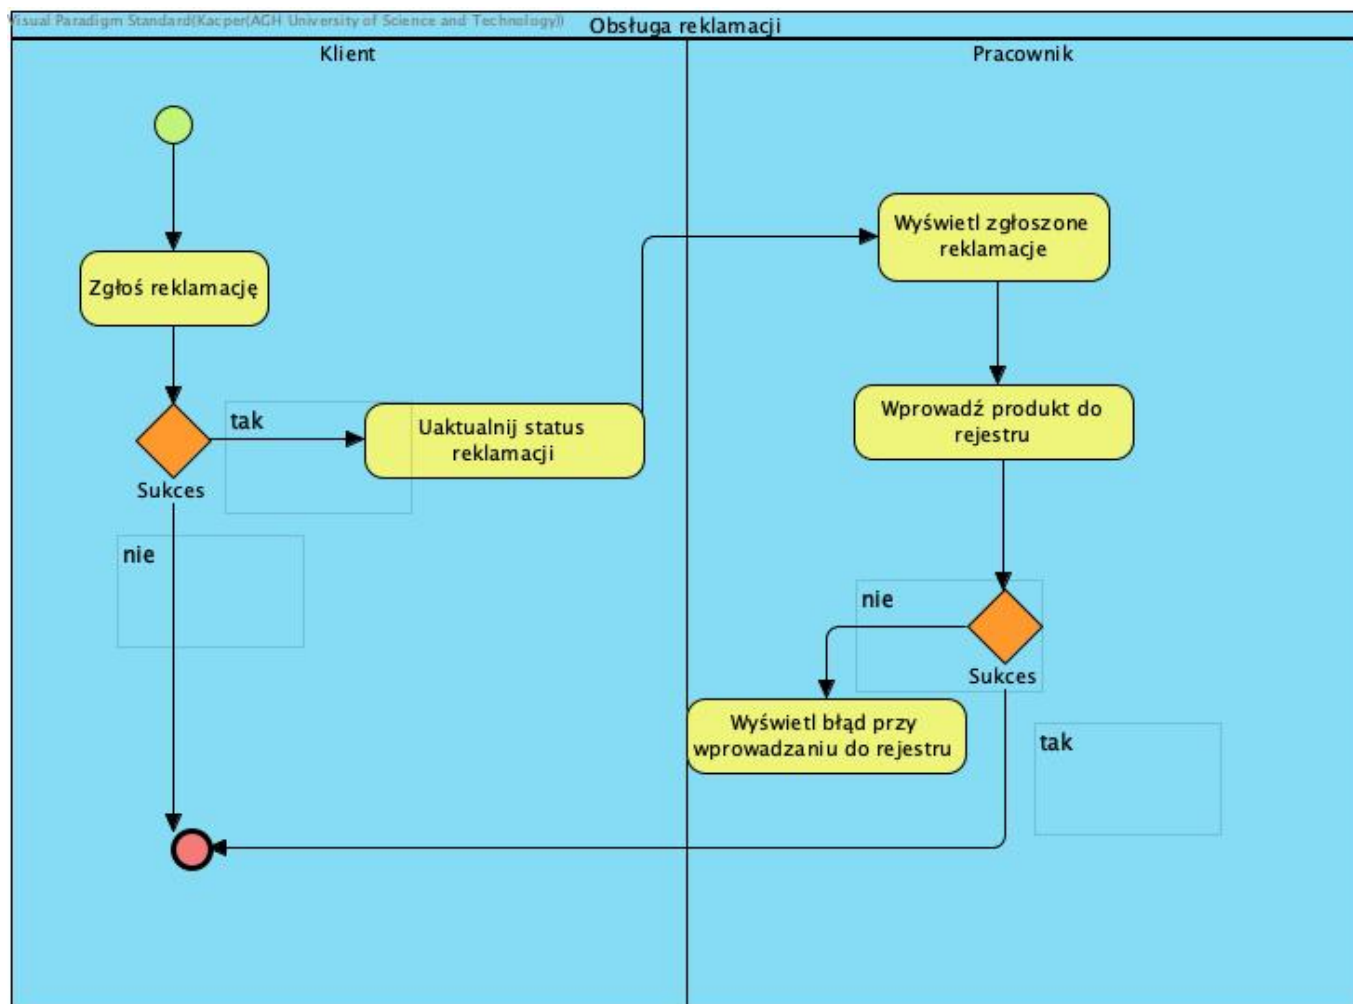 Visual Paradigm Standard(Kacper(AGH University of Science and Technology))
Obsługa reklamacji
Klient
Pracownik
Wyświetl zgłoszone
reklamacje
Zgłoś reklamację
tak
Uaktualnij status
reklamacji
Wprowadź produkt do
rejestru
Sukces
nie
nie
Sukces
Wyświetl błąd przy
wprowadzaniu do rejestru
tak